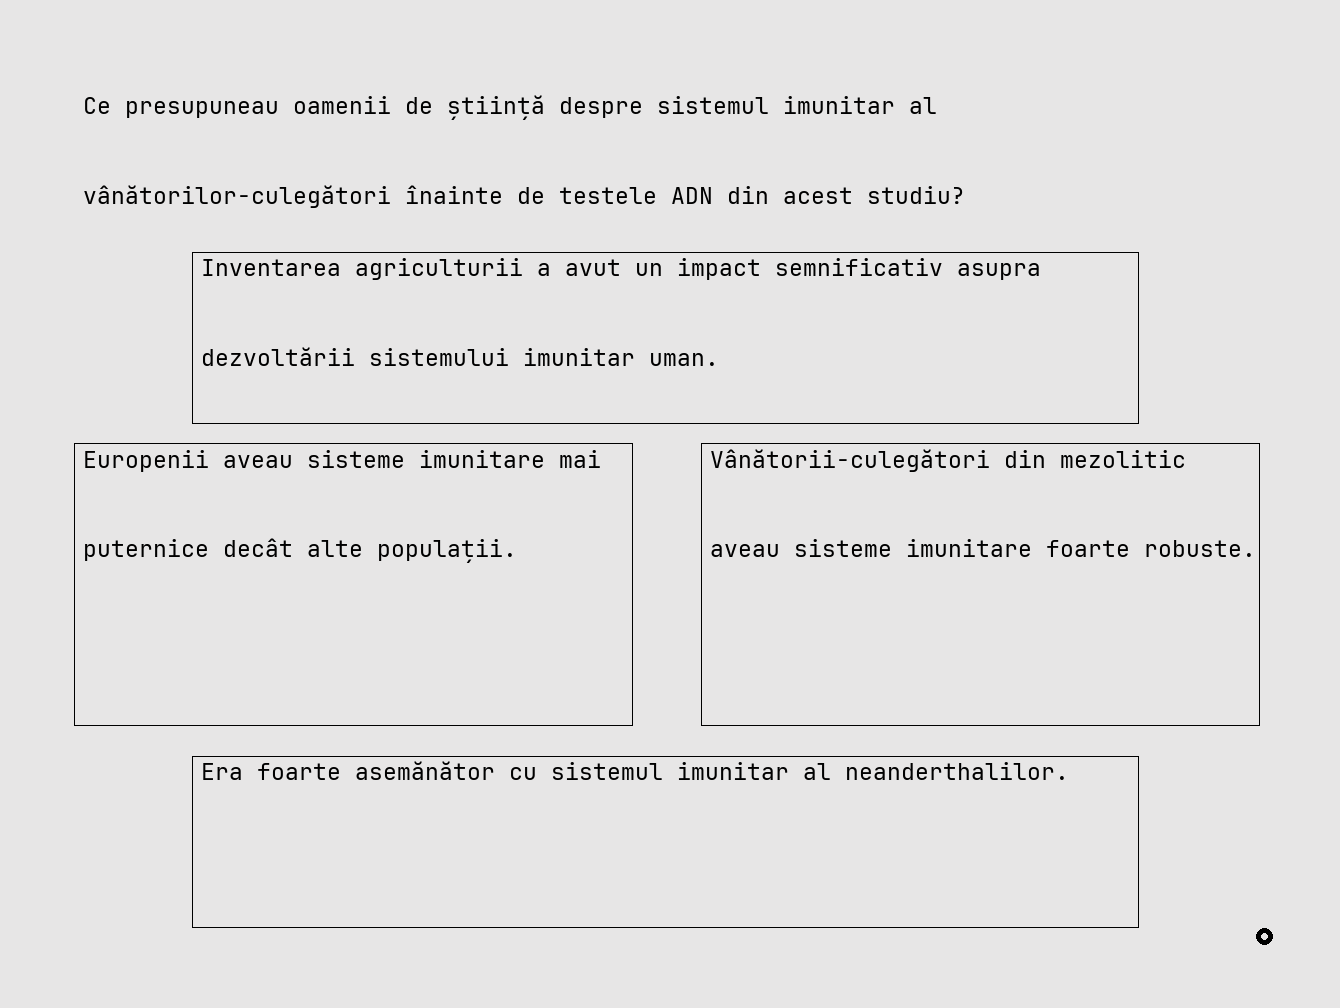 Ce presupuneau oamenii de știință despre sistemul imunitar al
vânătorilor-culegători înainte de testele ADN din acest studiu?
Inventarea agriculturii a avut un impact semnificativ asupra
dezvoltării sistemului imunitar uman.
Europenii aveau sisteme imunitare mai
puternice decât alte populații.
Vânătorii-culegători din mezolitic
aveau sisteme imunitare foarte robuste.
Era foarte asemănător cu sistemul imunitar al neanderthalilor.